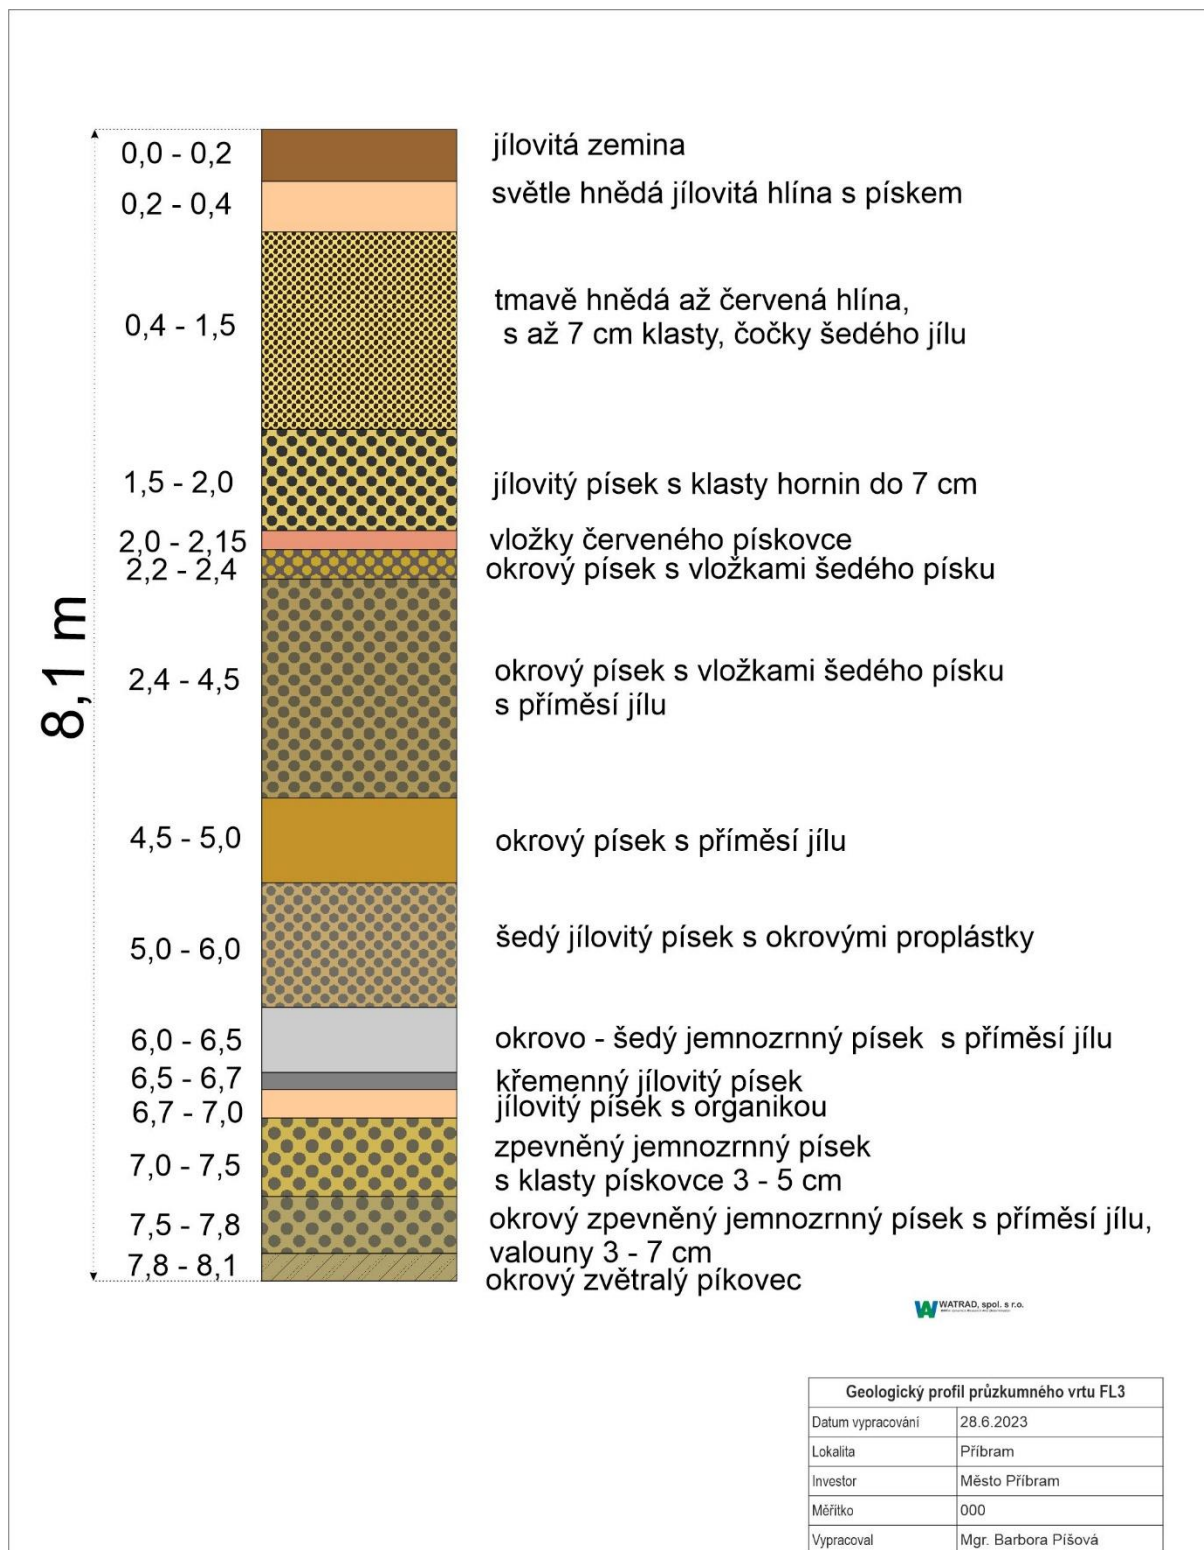 8,1 m
0,0 - 0,2 jílovitá zemina
0,2 - 0,4 světle hnědá jílovitá hlína s pískem
0,4 - 1,5 tmavě hnědá až červená hlína,
s až 7 cm klasty, čočky šedého jílu
1,5 - 2,0 jílovitý písek s klasty hornin do 7 cm
2,0 - 2,15 vložky červeného pískovce
2,2 - 2,4 okrový písek s vložkami šedého písku
2,4 - 4,5 okrový písek s vložkami šedého písku
s příměsí jílu
4,5 - 5,0 okrový písek s příměsí jílu
5,0 - 6,0 šedý jílovitý písek s okrovými proplástky
6,0 - 6,5 okrovo - šedý jemnozrnný písek s příměsí jílu
6,5 - 6,7 křemenný jílovitý písek
6,7 - 7,0 jílovitý písek s organikou
7,0 - 7,5 zpevněný jemnozrnný písek
s klasty pískovce 3 - 5 cm
7,5 - 7,8 okrový zpevněný jemnozrnný písek s příměsí jílu,
valouny 3 - 7 cm
7,8 - 8,1 okrový zvětralý píkovec
WATRAD, spol. s r.o.
Geologický profil průzkumného vrtu FL3
Datum vypracování 28.6.2023
Lokalita Příbram
Investor Město Příbram
Měřítko 000
Vypracoval Mgr. Barbora Píšová